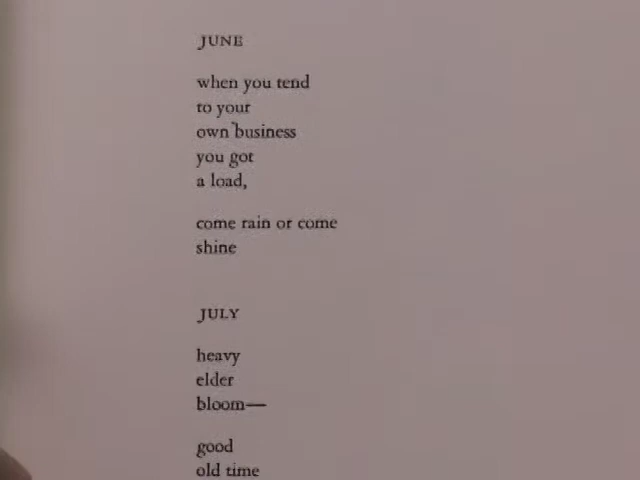 JUNE
when you tend
to your
own business
you got
a load,
come rain or come
shine
JULY
heavy
elder
bloom—
good
old time